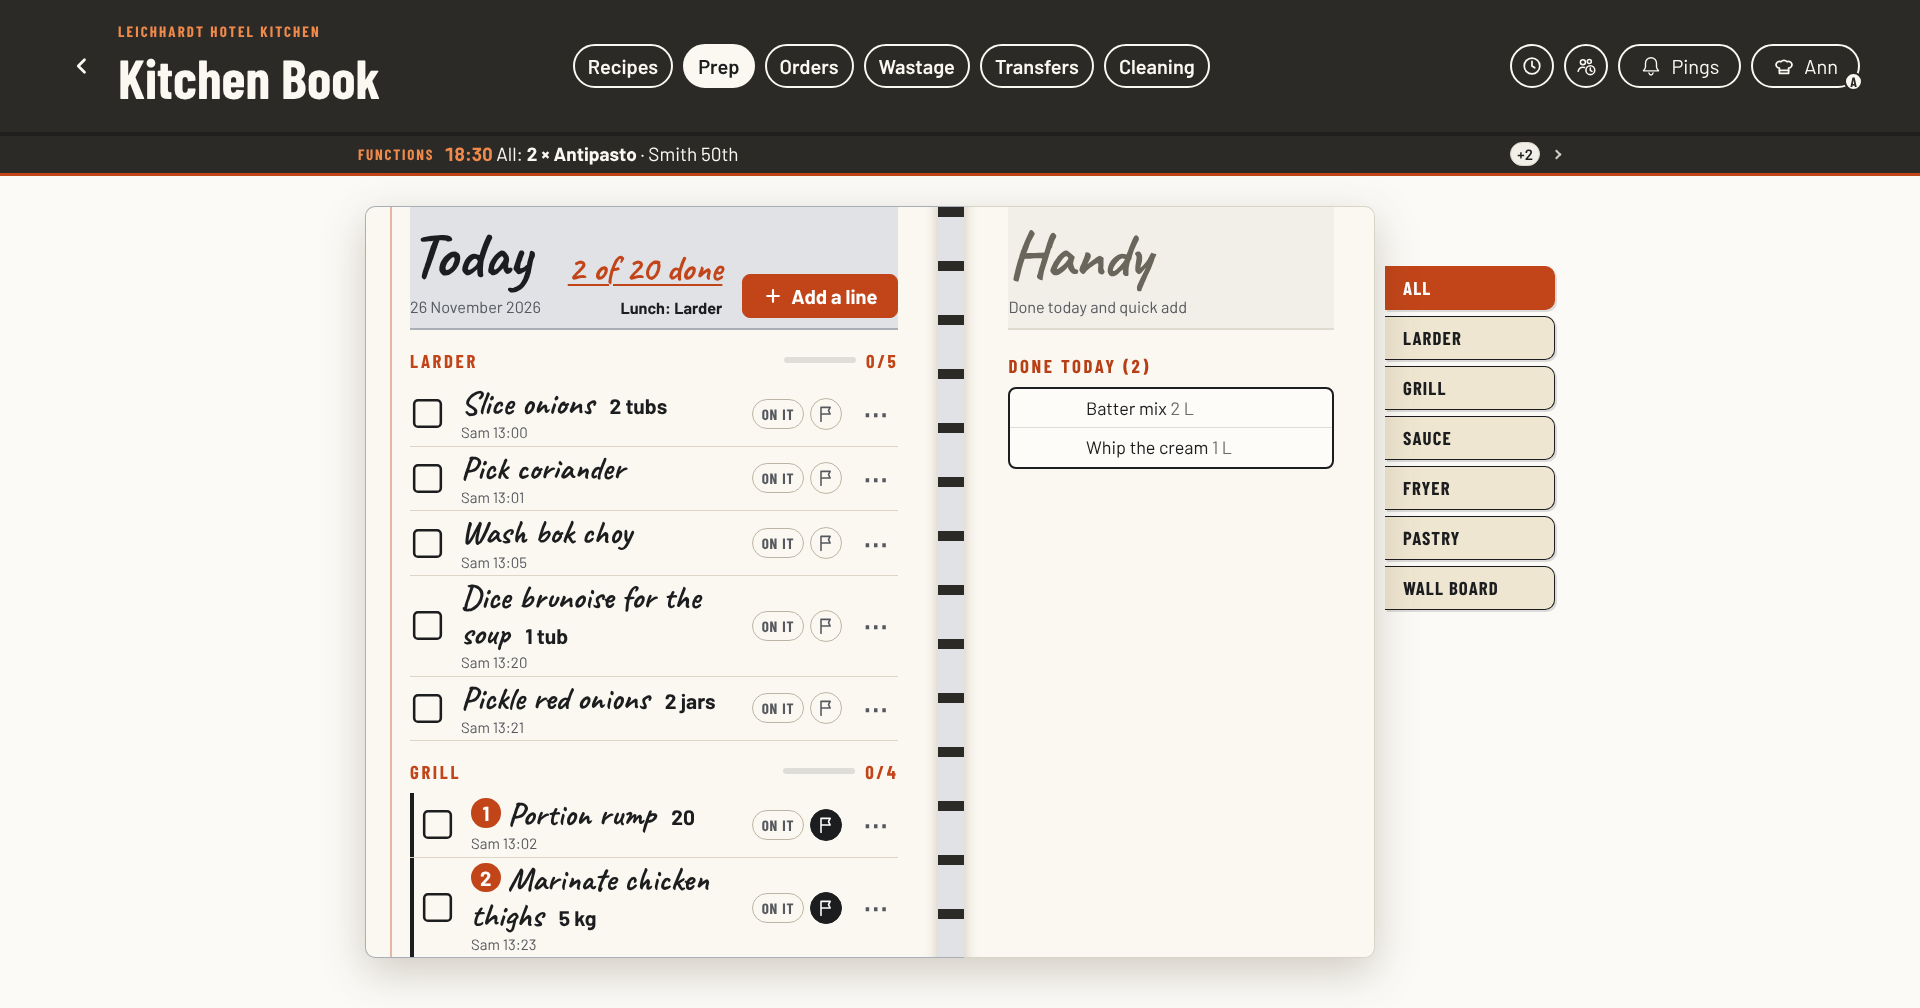 LEICHHARDT HOTEL KITCHEN
Kitchen Book
Recipes Prep Orders Wastage Transfers Cleaning
Pings Ann A
FUNCTIONS 18:30 All: 2 × Antipasto · Smith 50th +2
Today 2 of 20 done
26 November 2026 Lunch: Larder + Add a line
LARDER 0/5
Slice onions 2 tubs ON IT
Sam 13:00
Pick coriander ON IT
Sam 13:01
Wash bok choy ON IT
Sam 13:05
Dice brunoise for the
soup 1 tub ON IT
Sam 13:20
Pickle red onions 2 jars ON IT
Sam 13:21
GRILL 0/4
1 Portion rump 20 ON IT
Sam 13:02
2 Marinate chicken
thighs 5 kg ON IT
Sam 13:23
Handy
Done today and quick add
DONE TODAY (2)
Batter mix 2 L
Whip the cream 1 L
ALL
LARDER
GRILL
SAUCE
FRYER
PASTRY
WALL BOARD